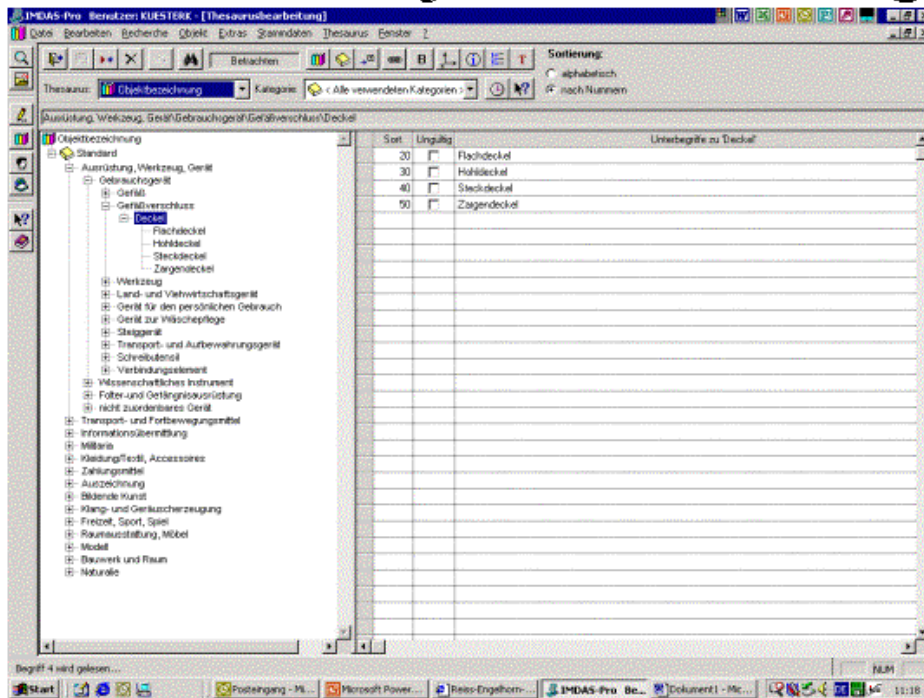 IMDAS-Pro Benutzer: KUESTERK - [Thesaurusbearbeitung]
Datei Bearbeiten Recherche Objekt Extras Stammdaten Thesaurus Fenster ?
Betrachten
B
T
Sortierung:
alphabetisch
nach Nummern
Thesaurus: Objektbezeichnung
Kategorie: < Alle verwendeten Kategorien >
Ausrüstung, Werkzeug, Gerät\Gebrauchsgerät\Gefäßverschluss\Deckel
Objektbezeichnung
Standard
Ausrüstung, Werkzeug, Gerät
Gebrauchsgerät
Gefäß
Gefäßverschluss
Deckel
Flachdeckel
Hohldeckel
Steckdeckel
Zargendeckel
Werkzeug
Land- und Viehwirtschaftsgerät
Gerät für den persönlichen Gebrauch
Gerät zur Wäschepflege
Steiggerät
Transport- und Aufbewahrungsgerät
Schreibutensil
Verbindungselement
Wissenschaftliches Instrument
Folter-und Gefängnisausrüstung
nicht zuordenbares Gerät
Transport- und Fortbewegungsmittel
Informationsübermittlung
Militaria
Kleidung/Textil, Accessoires
Zahlungsmittel
Auszeichnung
Bildende Kunst
Klang- und Geräuscherzeugung
Freizeit, Sport, Spiel
Raumausstattung, Möbel
Modell
Bauwerk und Raum
Naturalie
Sort Ungültig Unterbegriffe zu 'Deckel'
20 Flachdeckel
30 Hohldeckel
40 Steckdeckel
50 Zargendeckel
Begriff 4 wird gelesen...
NUM
Start
Posteingang - Mi...
Microsoft Power...
Reiss-Engelhorn-...
IMDAS-Pro Be...
Dokument1 - Mic...